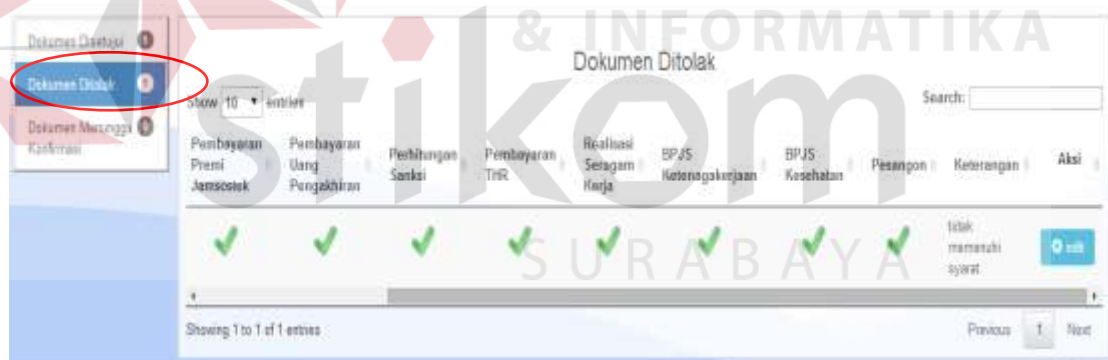 & INFORMATIKA
stikom
SURABAYA
Dokumen Disetujui
Dokumen Ditolak
Dokumen Menunggu
Konfirmasi
Dokumen Ditolak
Show 10 entries
Search:
Pembayaran Premi Jamsostek
Pembayaran Uang Pengakhiran
Perhitungan Sanksi
Pembayaran THR
Realisasi Seragam Kerja
BPJS Ketenagakerjaan
BPJS Kesehatan
Pesangon
Keterangan
Aksi
tidak
memenuhi
syarat
edit
Showing 1 to 1 of 1 entries
Previous 1 Next